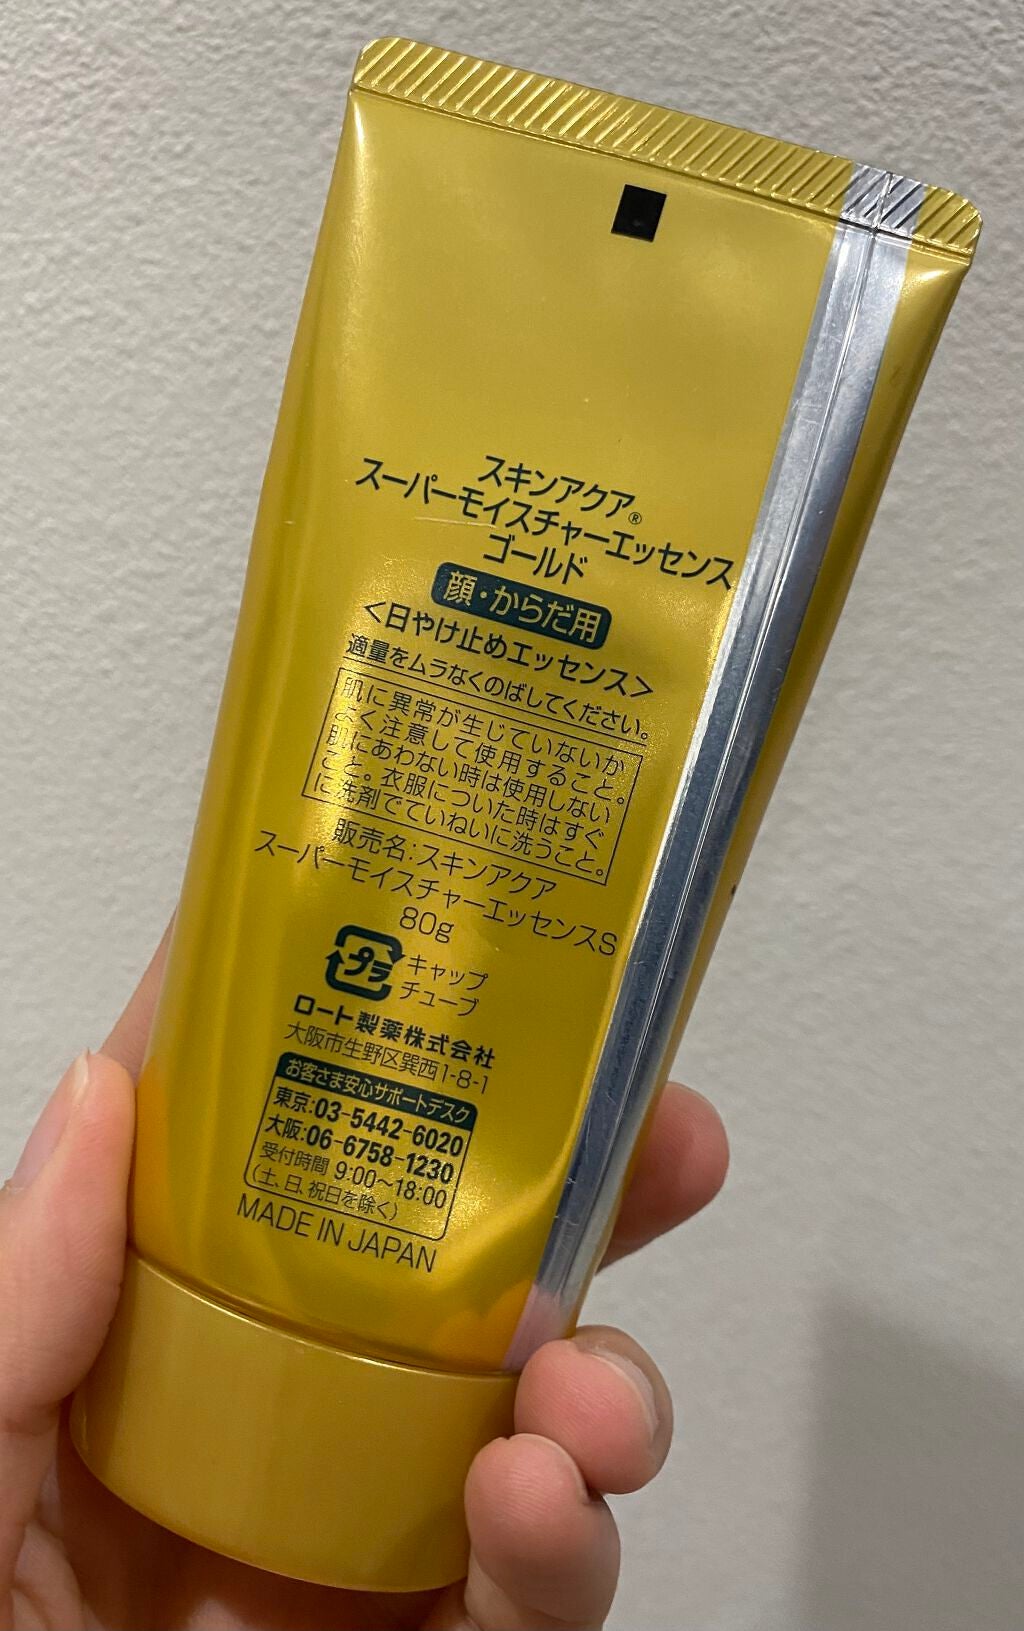 スキンアクア®
スーパーモイスチャーエッセンス
ゴールド
顔・からだ用
<日やけ止めエッセンス>
適量をムラなくのばしてください。
肌に異常が生じていないか
よく注意して使用すること。
肌にあわない時は使用しない
こと。衣服についた時はすぐ
に洗剤でていねいに洗うこと。
販売名:スキンアクア
スーパーモイスチャーエッセンスS
80g
プラ
キャップ
チューブ
ロート製薬株式会社
大阪市生野区巽西1-8-1
お客さま安心サポートデスク
東京:03-5442-6020
大阪:06-6758-1230
受付時間 9:00~18:00
(土、日、祝日を除く)
MADE IN JAPAN